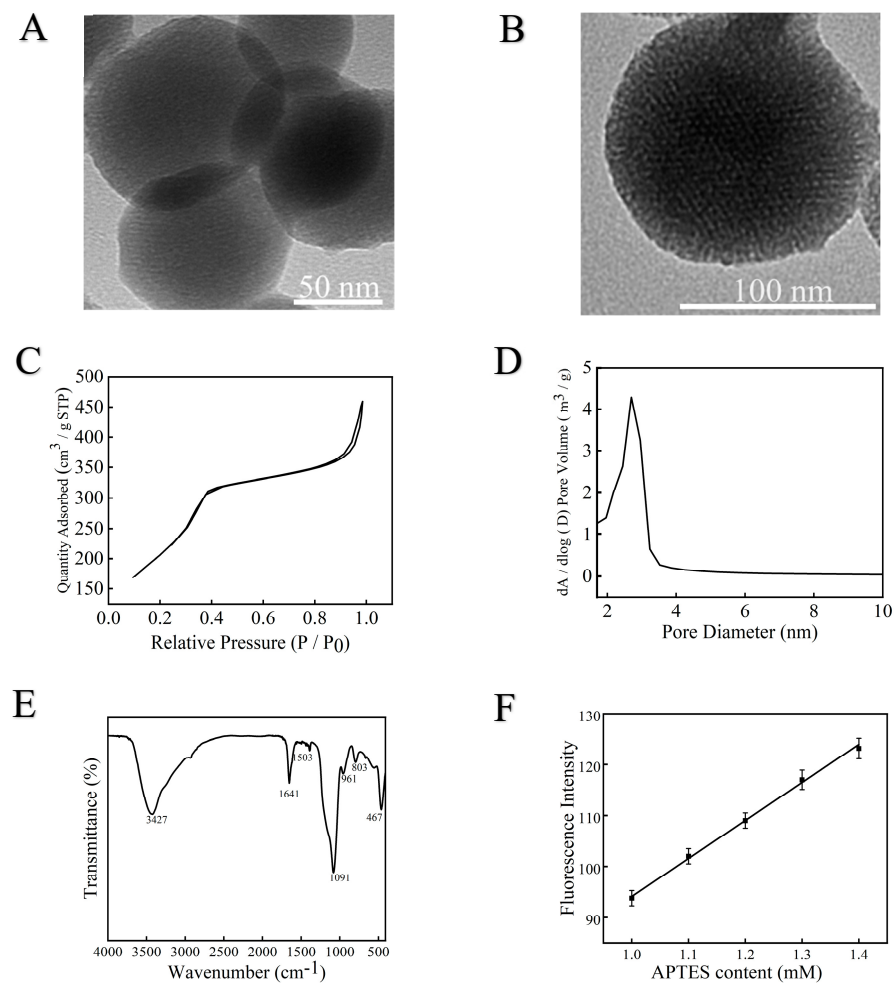 A
B
50 nm
100 nm
C
D
Quantity Adsorbed (cm3 / g STP)
500
450
400
350
300
250
200
150
0.0 0.2 0.4 0.6 0.8 1.0
Relative Pressure (P / P0)
dA / dlog ( D) Pore Volume ( m3 / g)
5
4
3
2
1
0
2 4 6 8 10
Pore Diameter (nm)
E
F
Transmittance (%)
3427
1641
1503
1091
961
803
467
4000 3500 3000 2500 2000 1500 1000 500
Wavenumber (cm-1)
Fluorescence Intensity
130
120
110
100
90
1.0 1.1 1.2 1.3 1.4
APTES content (mM)